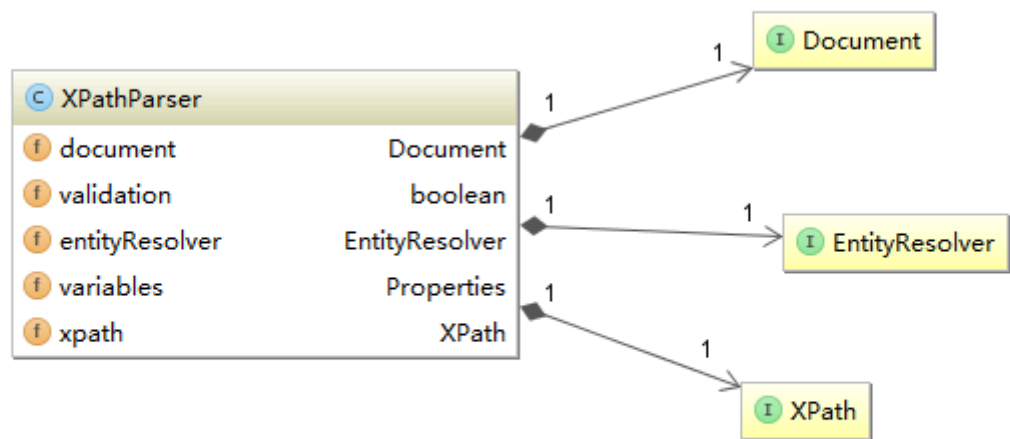 I Document
1
1
C XPathParser
f document Document
f validation boolean
f entityResolver EntityResolver
f variables Properties
f xpath XPath
1
1
I EntityResolver
1
1
I XPath